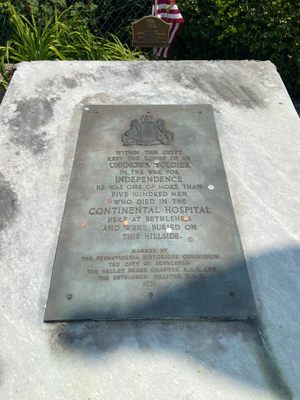 WITHIN THIS CRYPT
REST THE BONES OF AN
UNKNOWN SOLDIER
IN THE WAR FOR
INDEPENDENCE
HE WAS ONE OF MORE THAN
FIVE HUNDRED MEN
WHO DIED IN THE
CONTINENTAL HOSPITAL
HERE AT BETHLEHEM
AND WERE BURIED ON
THIS HILLSIDE.
MARKED BY
THE PENNSYLVANIA HISTORICAL COMMISSION
THE CITY OF BETHLEHEM
THE VALLEY FORGE CHAPTER S.A.R. AND
THE BETHLEHEM CHAPTER D.A.R.
1931